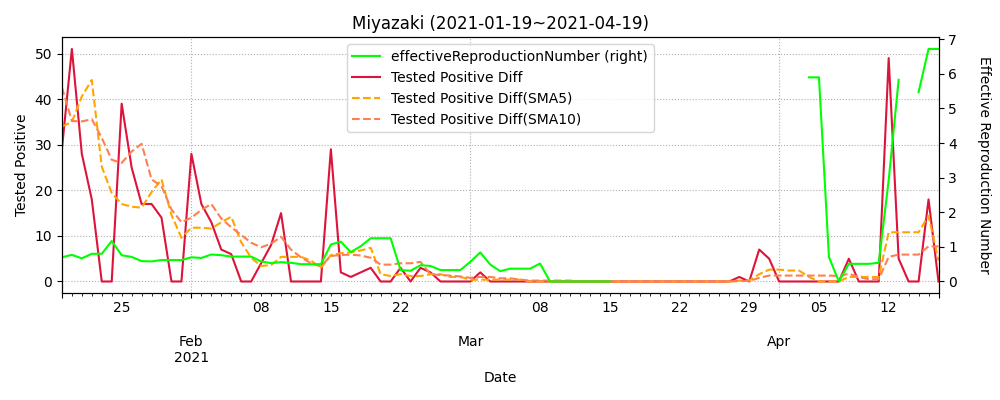 Miyazaki (2021-01-19~2021-04-19)
effectiveReproductionNumber (right)
Tested Positive Diff
Tested Positive Diff(SMA5)
Tested Positive Diff(SMA10)
Tested Positive
50
40
30
20
10
0
Effective Reproduction Number
7
6
5
4
3
2
1
0
25 08 15 22 08 15 22 29 05 12
Feb Mar Apr
2021
Date